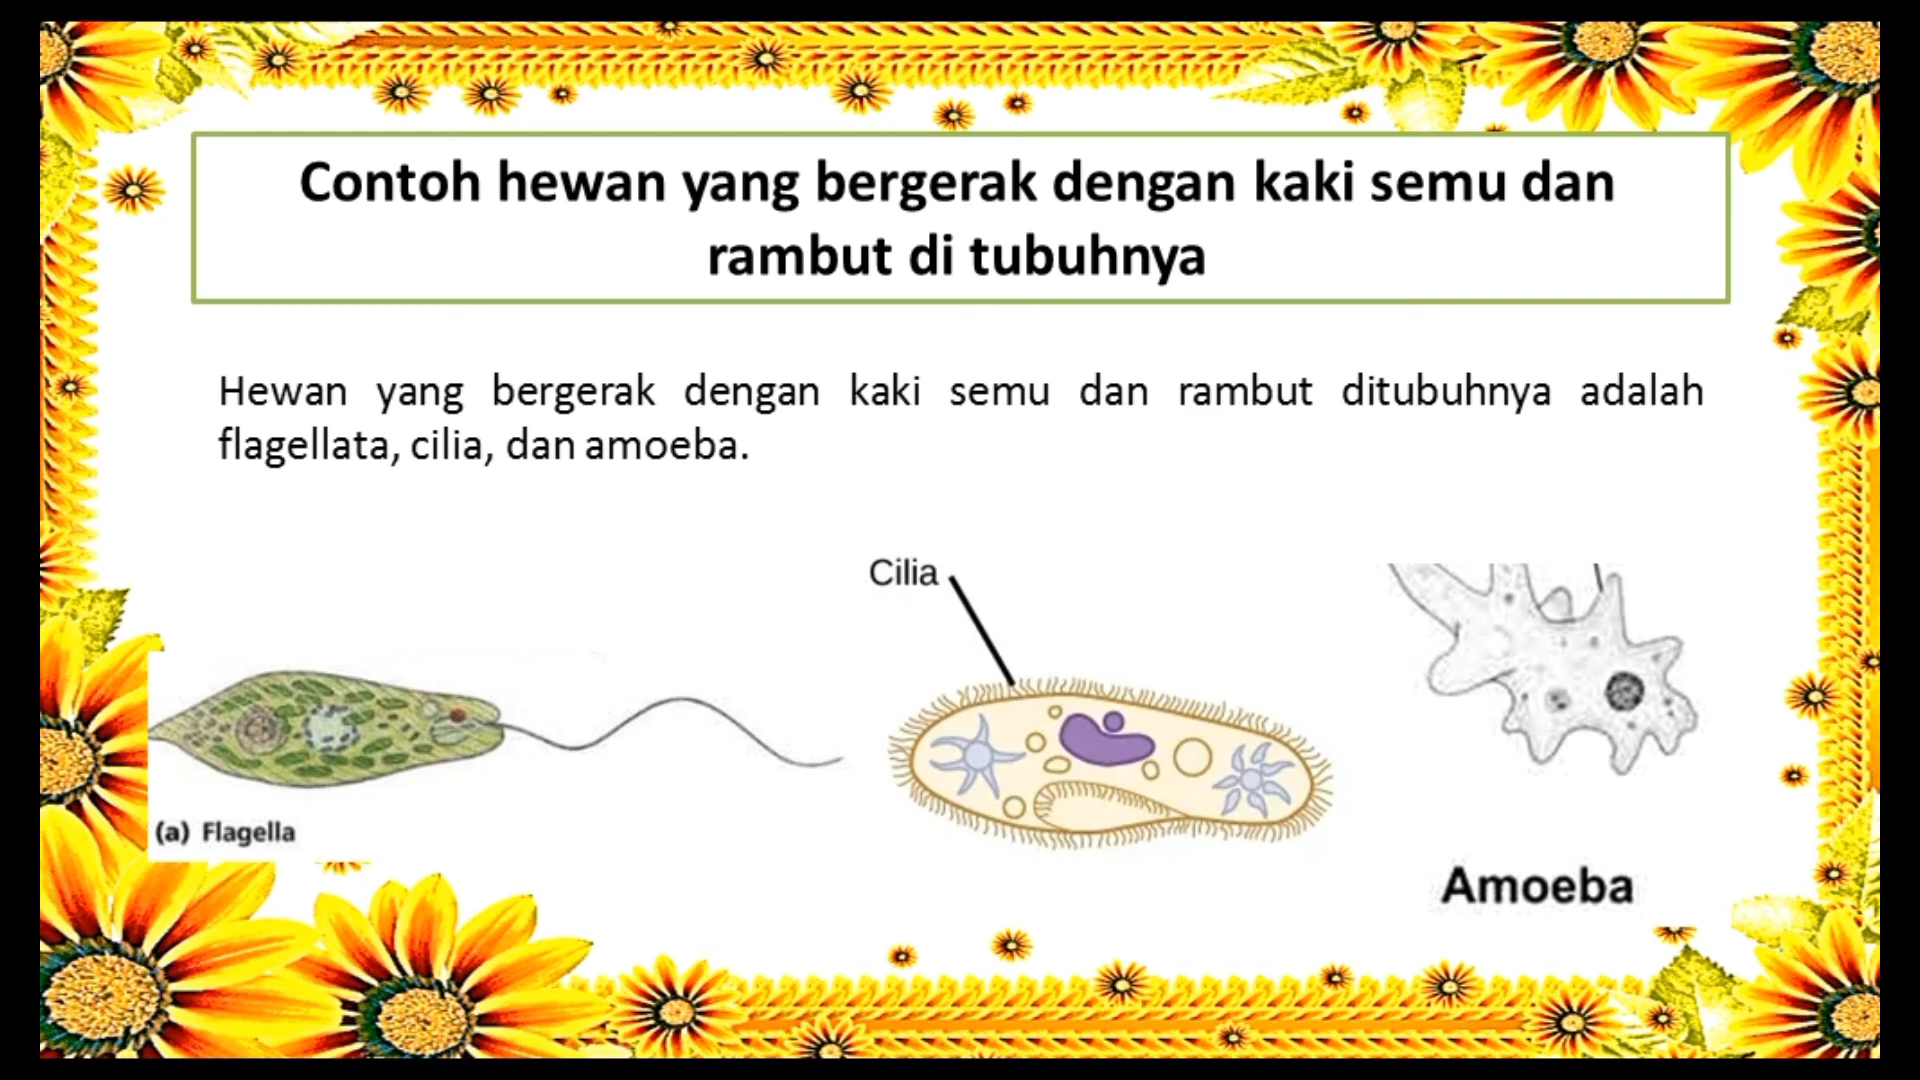 Contoh hewan yang bergerak dengan kaki semu dan
rambut di tubuhnya
Hewan yang bergerak dengan kaki semu dan rambut ditubuhnya adalah
flagellata, cilia, dan amoeba.
Cilia
(a) Flagella
Amoeba